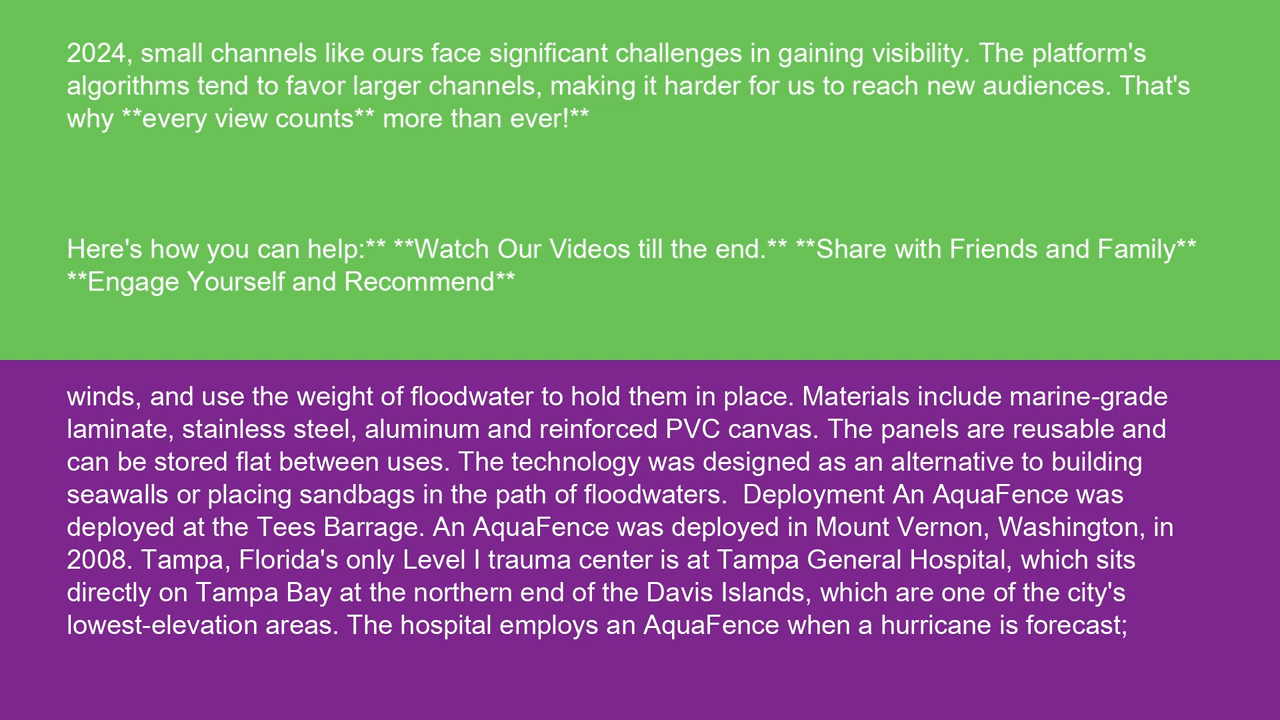 2024, small channels like ours face significant challenges in gaining visibility. The platform's
algorithms tend to favor larger channels, making it harder for us to reach new audiences. That's
why **every view counts** more than ever!**
Here's how you can help:** **Watch Our Videos till the end.** **Share with Friends and Family**
**Engage Yourself and Recommend**
winds, and use the weight of floodwater to hold them in place. Materials include marine-grade
laminate, stainless steel, aluminum and reinforced PVC canvas. The panels are reusable and
can be stored flat between uses. The technology was designed as an alternative to building
seawalls or placing sandbags in the path of floodwaters.  Deployment An AquaFence was
deployed at the Tees Barrage. An AquaFence was deployed in Mount Vernon, Washington, in
2008. Tampa, Florida's only Level I trauma center is at Tampa General Hospital, which sits
directly on Tampa Bay at the northern end of the Davis Islands, which are one of the city's
lowest-elevation areas. The hospital employs an AquaFence when a hurricane is forecast;